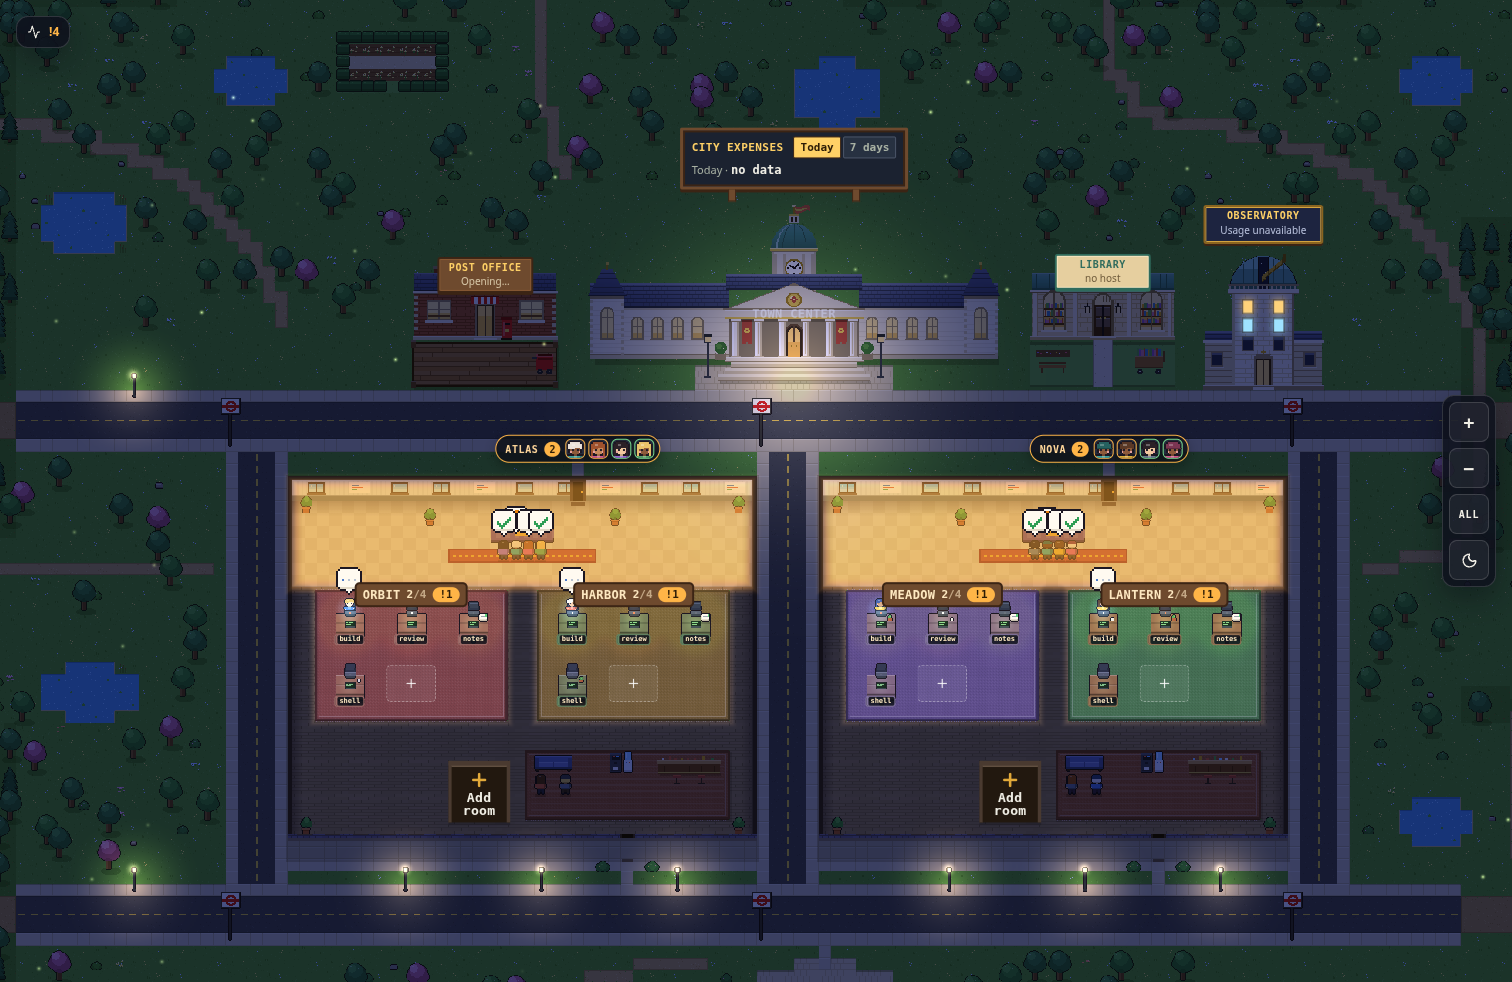 !4
CITY EXPENSES Today 7 days
Today · no data
OBSERVATORY
Usage unavailable
POST OFFICE
Opening...
LIBRARY
no host
TOWN CENTER
ATLAS 2
NOVA 2
ORBIT 2/4 !1
HARBOR 2/4 !1
MEADOW 2/4 !1
LANTERN 2/4 !1
build review notes
build review notes
build review notes
build review notes
shell +
shell +
shell +
shell +
+
Add
room
+
Add
room
+
−
ALL